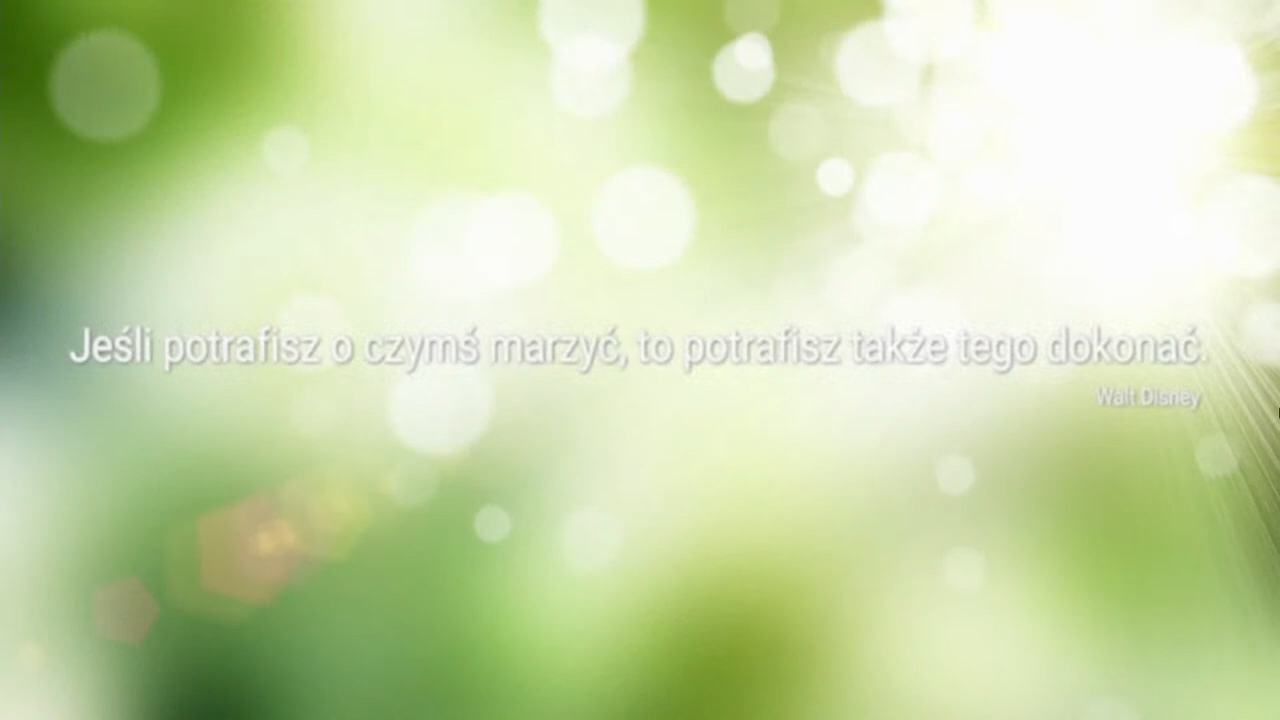 Jeśli potrafisz o czymś marzyć, to potrafisz także tego dokonać.
Walt Disney